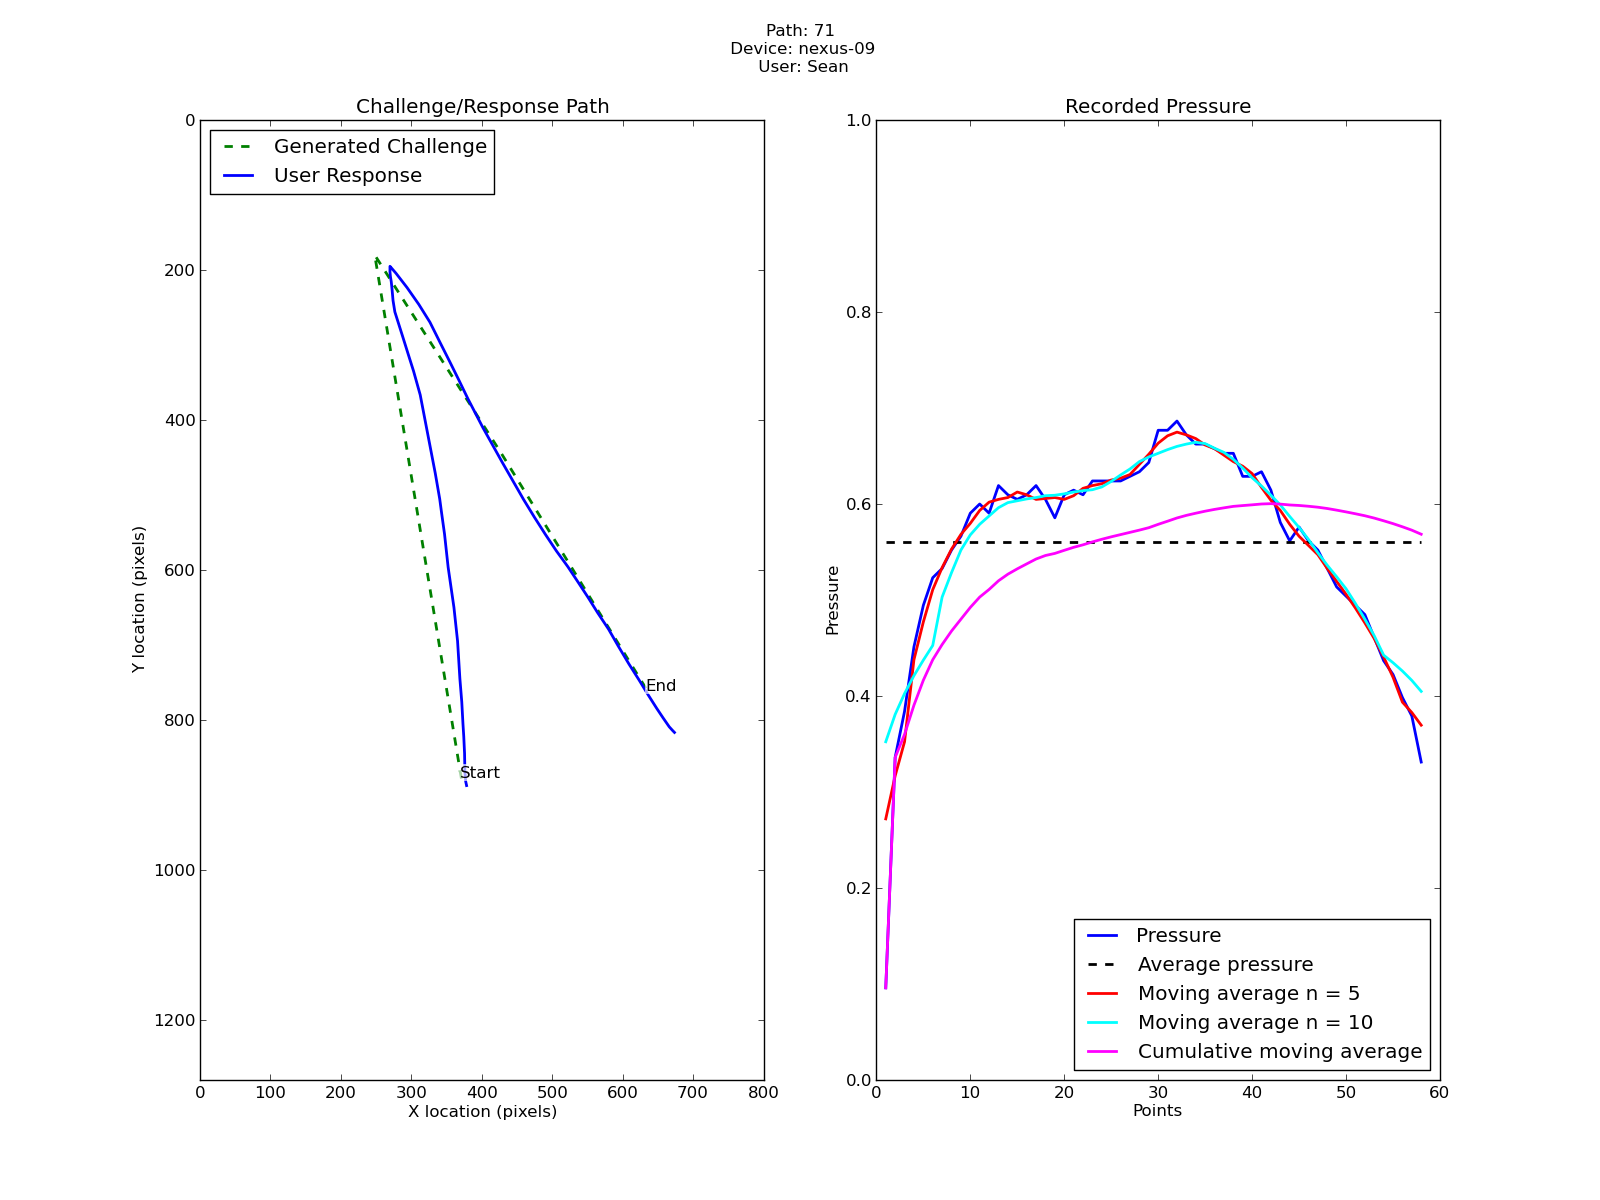 Path: 71
Device: nexus-09
User: Sean
Challenge/Response Path
Generated Challenge
User Response
0
200
400
600
800
1000
1200
Y location (pixels)
End
Start
0 100 200 300 400 500 600 700 800
X location (pixels)
Recorded Pressure
1.0
0.8
0.6
0.4
0.2
0.0
Pressure
Pressure
Average pressure
Moving average n = 5
Moving average n = 10
Cumulative moving average
0 10 20 30 40 50 60
Points